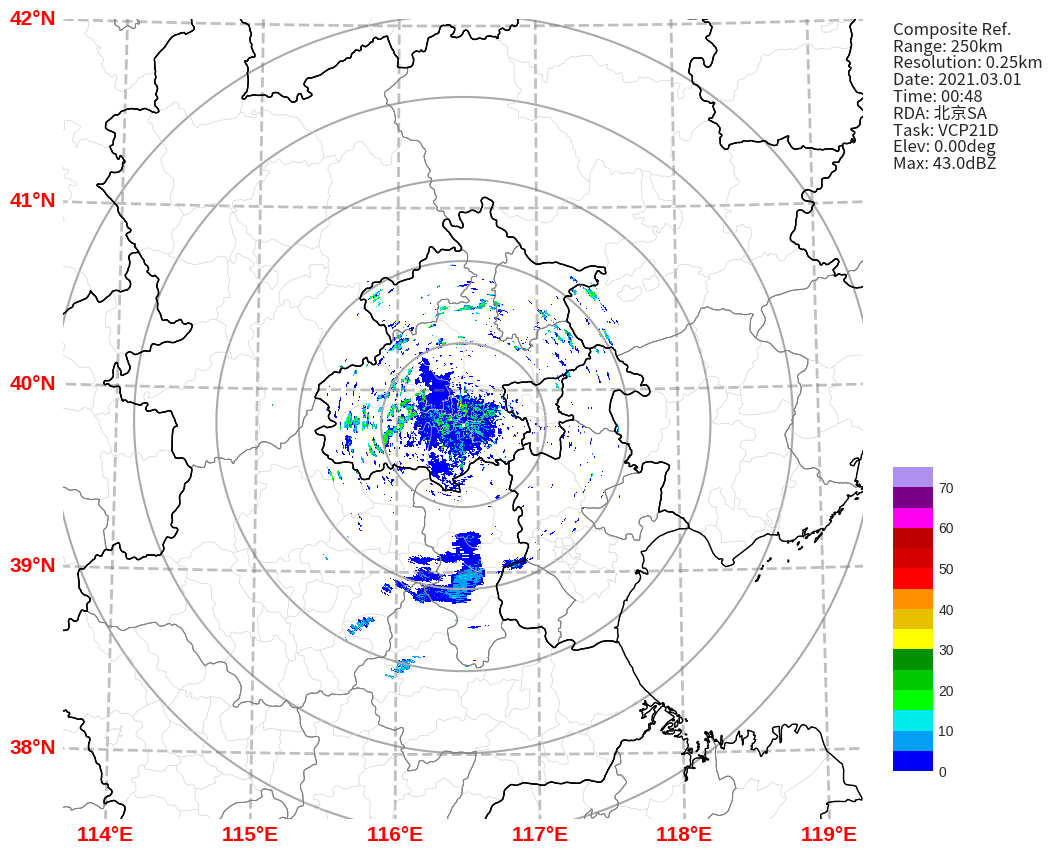 42°N
41°N
40°N
39°N
38°N
114°E
115°E
116°E
117°E
118°E
119°E
Composite Ref.
Range: 250km
Resolution: 0.25km
Date: 2021.03.01
Time: 00:48
RDA: 北京SA
Task: VCP21D
Elev: 0.00deg
Max: 43.0dBZ
70
60
50
40
30
20
10
0